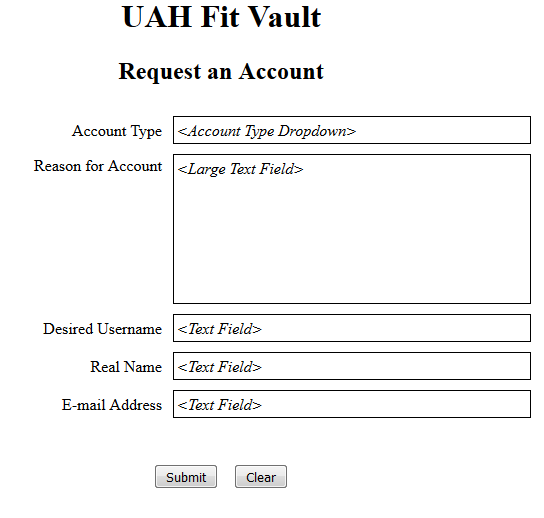 UAH Fit Vault
Request an Account
Account Type <Account Type Dropdown>
Reason for Account <Large Text Field>
Desired Username <Text Field>
Real Name <Text Field>
E-mail Address <Text Field>
Submit Clear